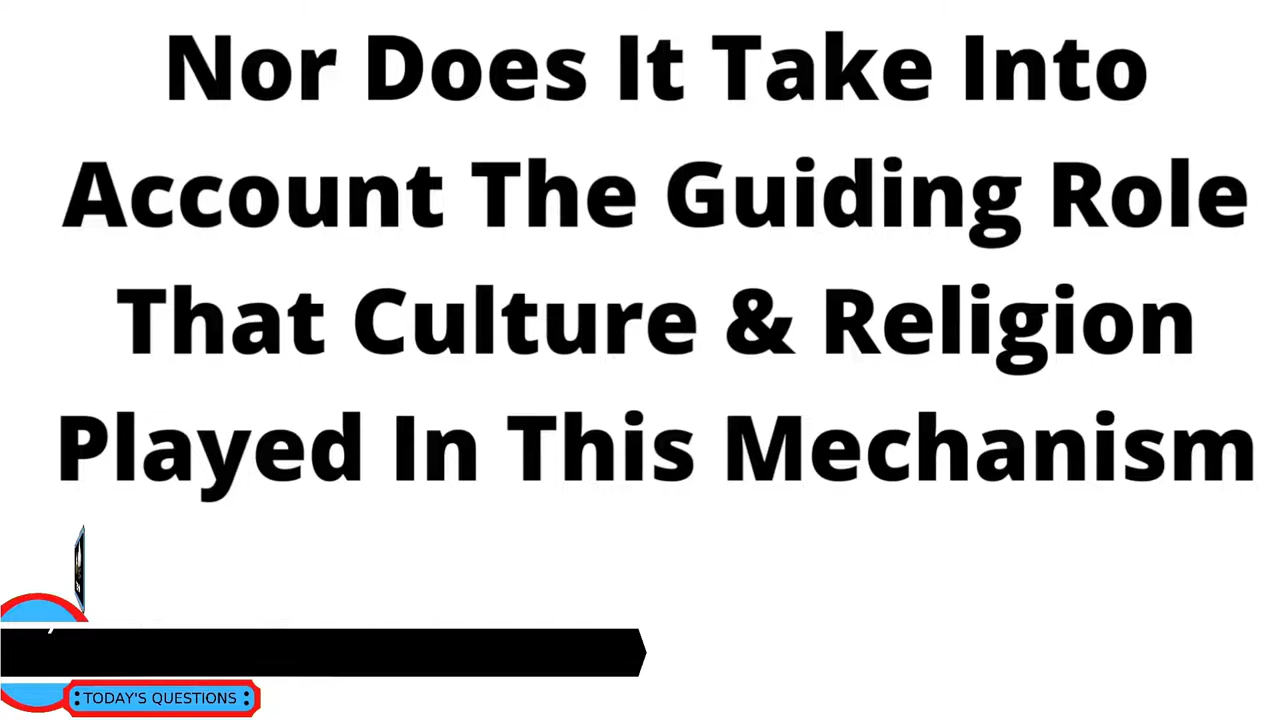 Nor Does It Take Into
Account The Guiding Role
That Culture & Religion
Played In This Mechanism
TODAY'S QUESTIONS